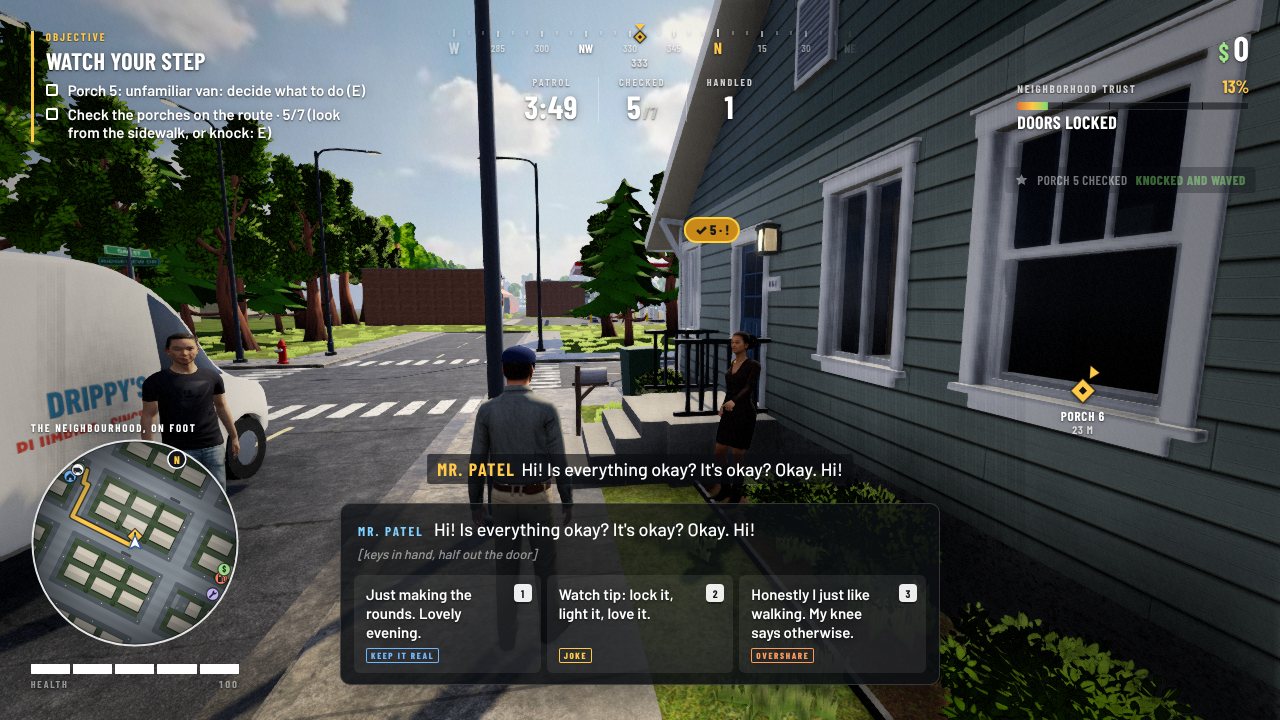 OBJECTIVE
WATCH YOUR STEP
Porch 5: unfamiliar van: decide what to do (E)
Check the porches on the route · 5/7 (look
from the sidewalk, or knock: E)
W 285 300 NW 330 345 N 15 30 NE
333
PATROL CHECKED HANDLED
3:49 5/7 1
$ 0
NEIGHBORHOOD TRUST 13%
DOORS LOCKED
PORCH 5 CHECKED KNOCKED AND WAVED
5 · !
DRIPPY'S
SINCE
PORCH 6
23 M
THE NEIGHBOURHOOD, ON FOOT
N
HEALTH 100
MR. PATEL Hi! Is everything okay? It's okay? Okay. Hi!
MR. PATEL Hi! Is everything okay? It's okay? Okay. Hi!
[keys in hand, half out the door]
Just making the
rounds. Lovely
evening.
1
KEEP IT REAL
Watch tip: lock it,
light it, love it.
2
JOKE
Honestly I just like
walking. My knee
says otherwise.
3
OVERSHARE